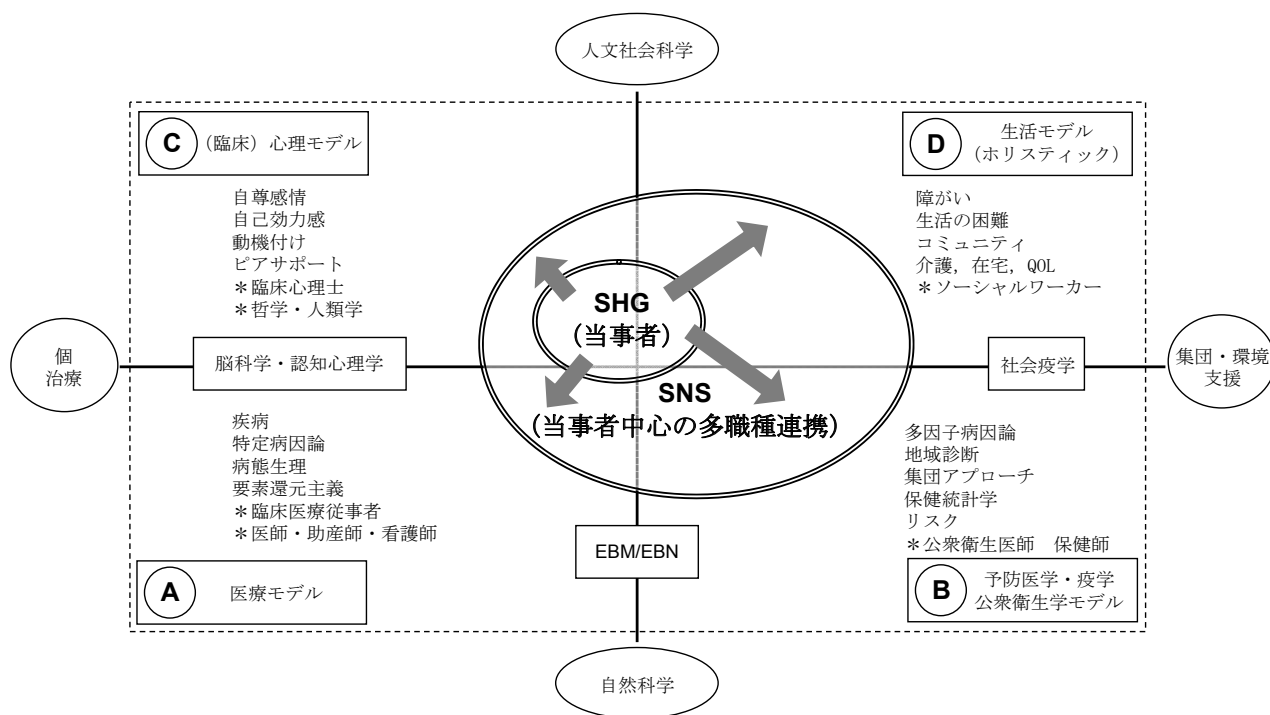 人文社会科学
C
(臨床）心理モデル
自尊感情
自己効力感
動機付け
ピアサポート
＊臨床心理士
＊哲学・人類学
D
生活モデル
（ホリスティック）
障がい
生活の困難
コミュニティ
介護，在宅，QOL
＊ソーシャルワーカー
SHG
（当事者）
個
治療
脳科学・認知心理学
社会疫学
集団・環境
支援
SNS
（当事者中心の多職種連携）
疾病
特定病因論
病態生理
要素還元主義
＊臨床医療従事者
＊医師・助産師・看護師
A
医療モデル
EBM/EBN
多因子病因論
地域診断
集団アプローチ
保健統計学
リスク
＊公衆衛生医師　保健師
B
予防医学・疫学
公衆衛生学モデル
自然科学